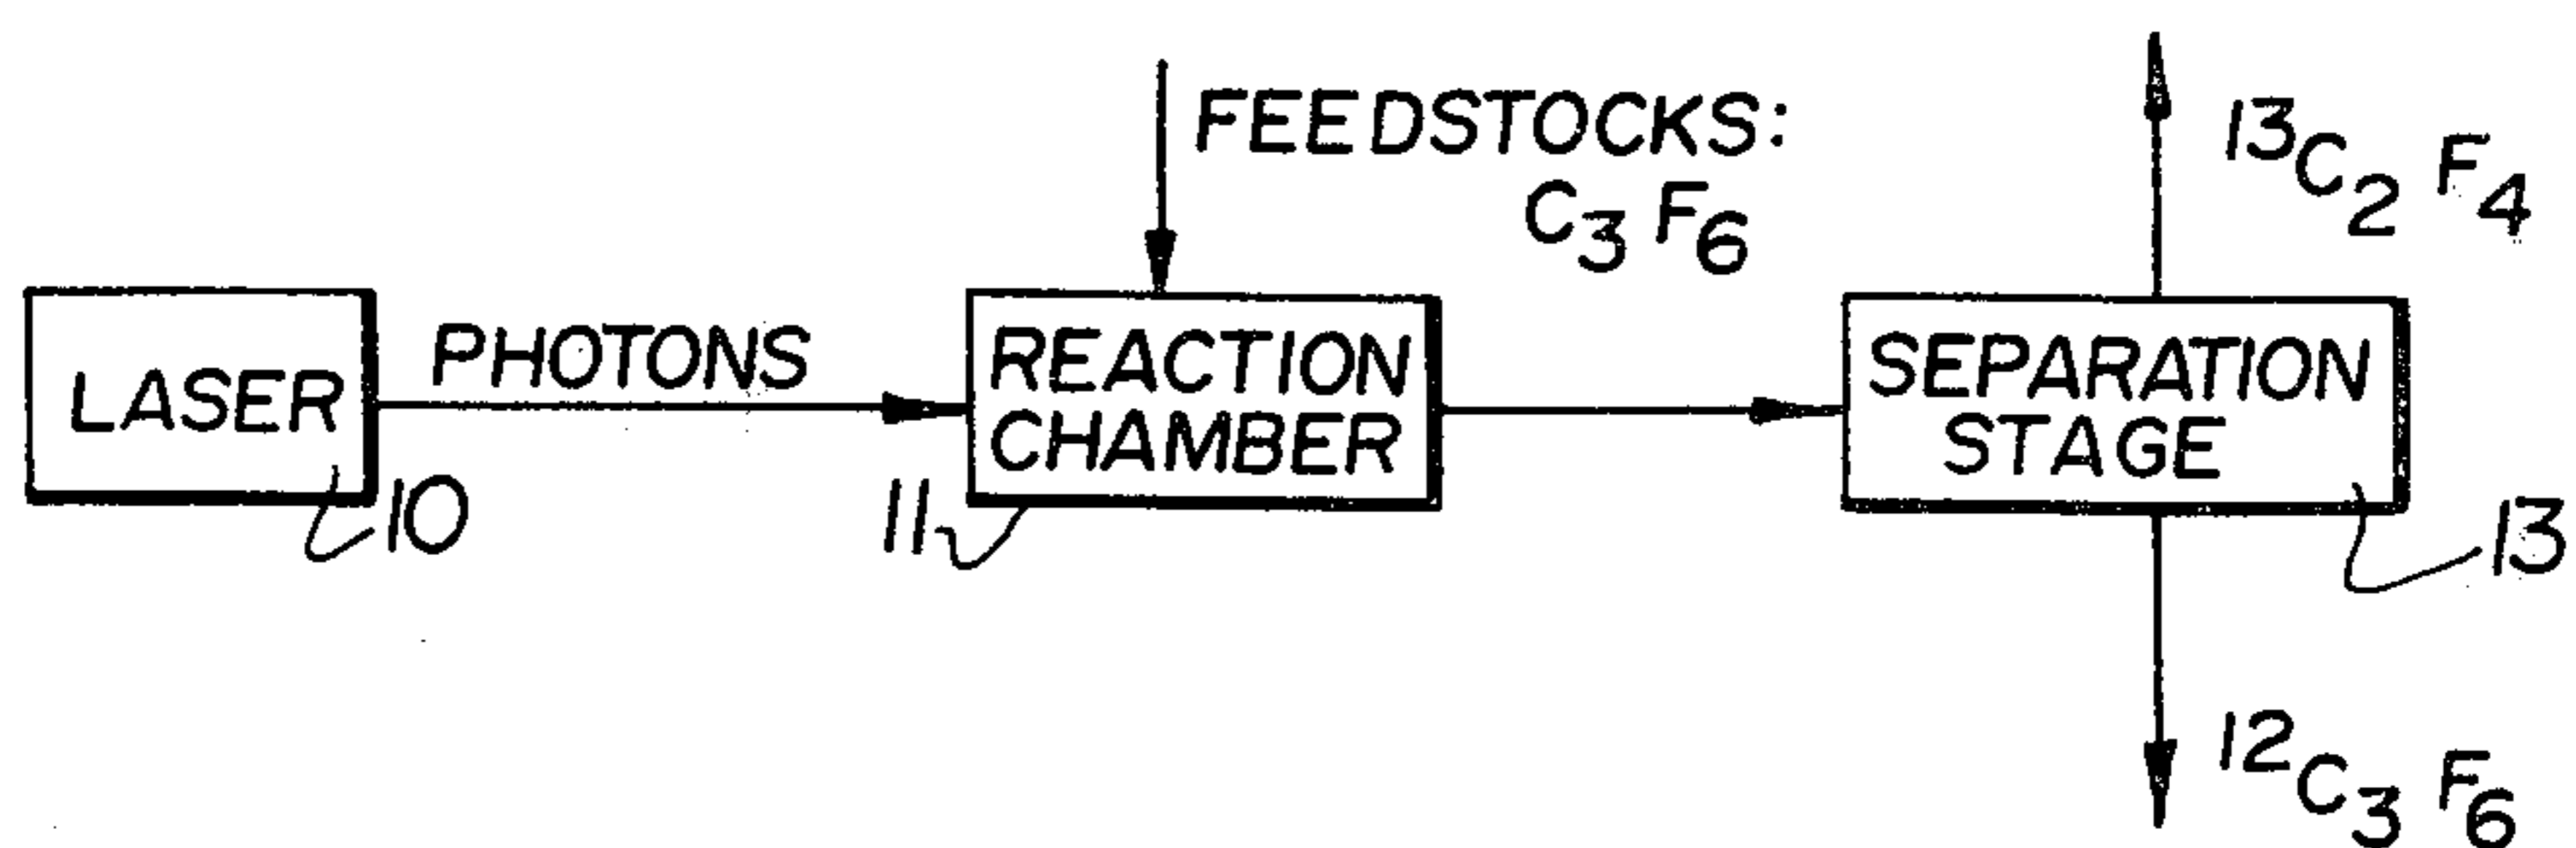 FEEDSTOCKS:
C₃ F₆
¹³C₂ F₄
LASER
PHOTONS
REACTION
CHAMBER
SEPARATION
STAGE
10
11
13
¹²C₃ F₆